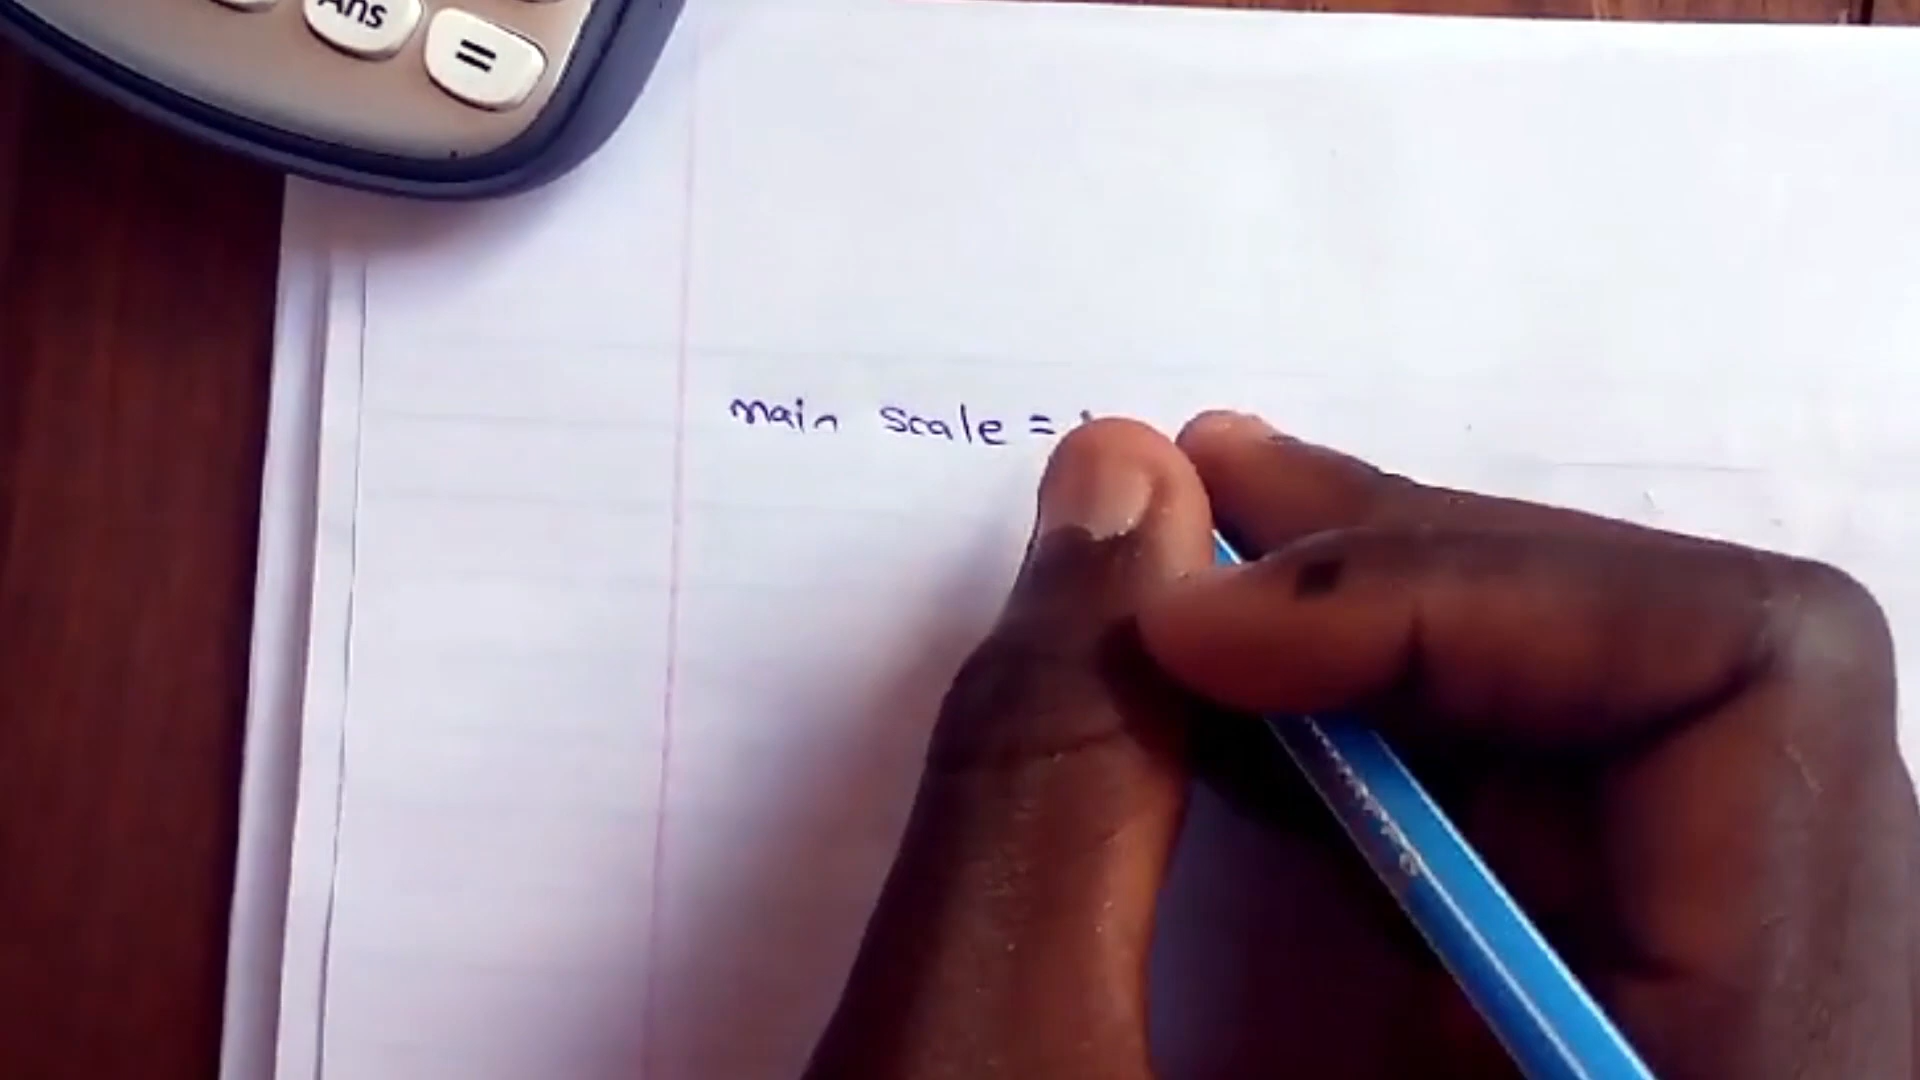 Ans
=
main scale =